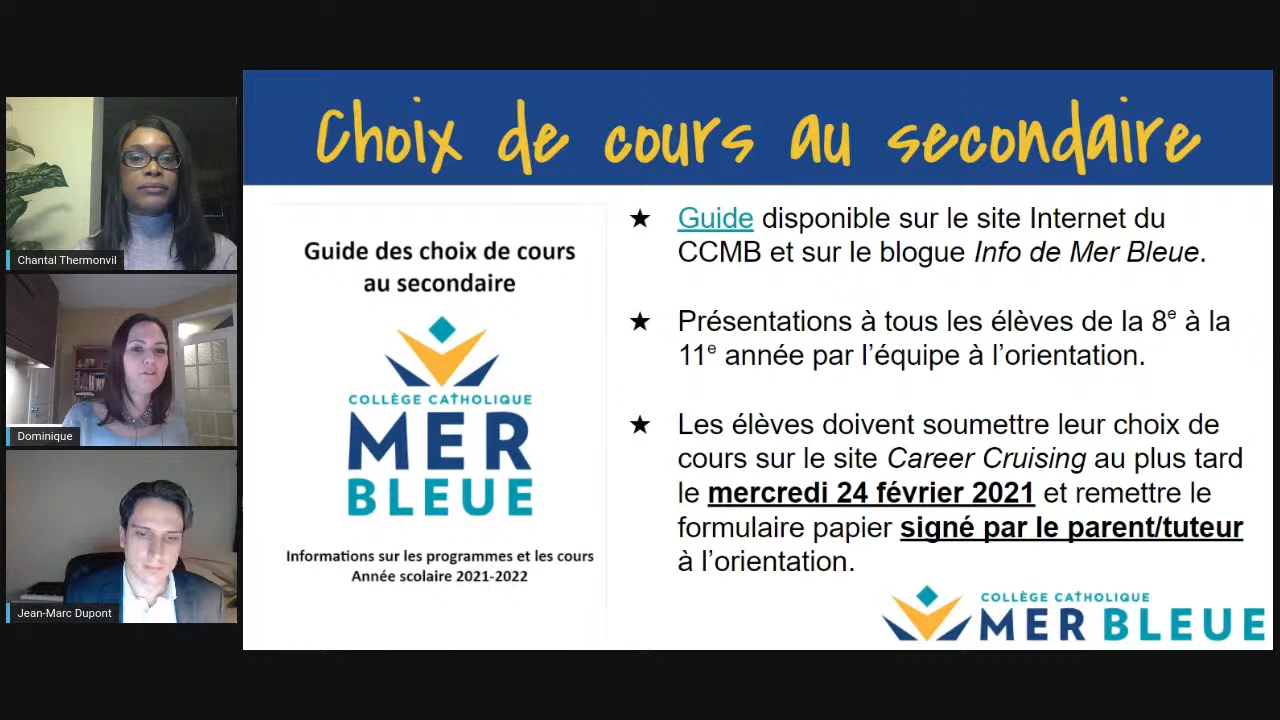 Choix de cours au secondaire
Chantal Thermonvil
Dominique
Jean-Marc Dupont
Guide des choix de cours
au secondaire
COLLÈGE CATHOLIQUE
MER
BLEUE
Informations sur les programmes et les cours
Année scolaire 2021-2022
★ Guide disponible sur le site Internet du
CCMB et sur le blogue Info de Mer Bleue.
★ Présentations à tous les élèves de la 8e à la
11e année par l'équipe à l'orientation.
★ Les élèves doivent soumettre leur choix de
cours sur le site Career Cruising au plus tard
le mercredi 24 février 2021 et remettre le
formulaire papier signé par le parent/tuteur
à l'orientation.
COLLÈGE CATHOLIQUE
MER BLEUE